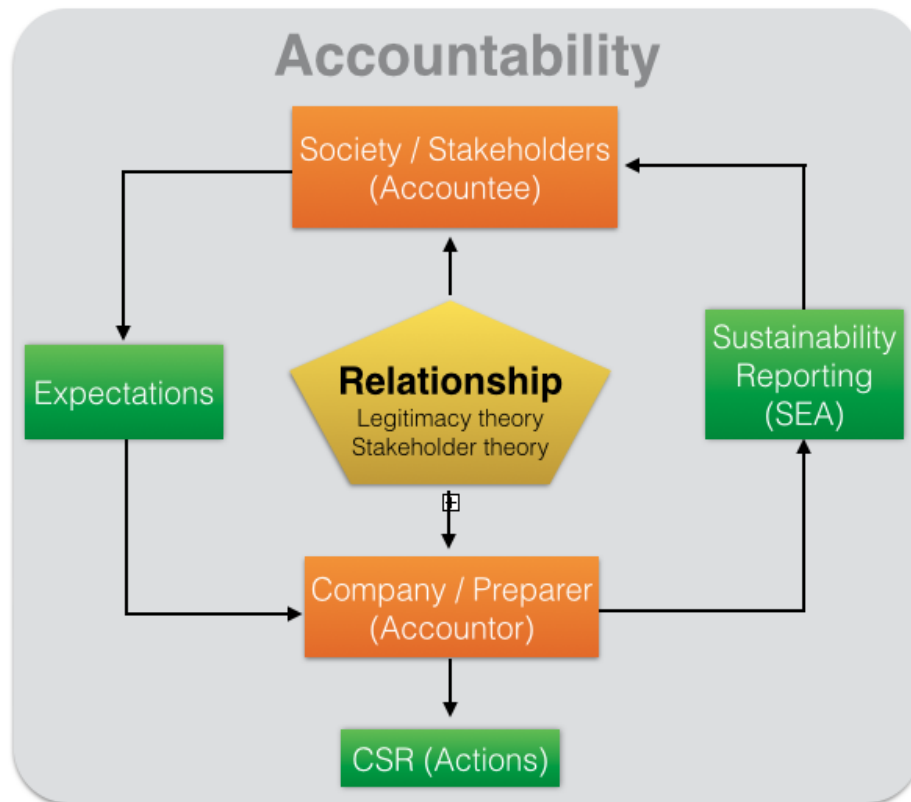 Accountability
Society / Stakeholders
(Accountee)
Expectations
Relationship
Legitimacy theory
Stakeholder theory
Sustainability
Reporting
(SEA)
Company / Preparer
(Accountor)
CSR (Actions)